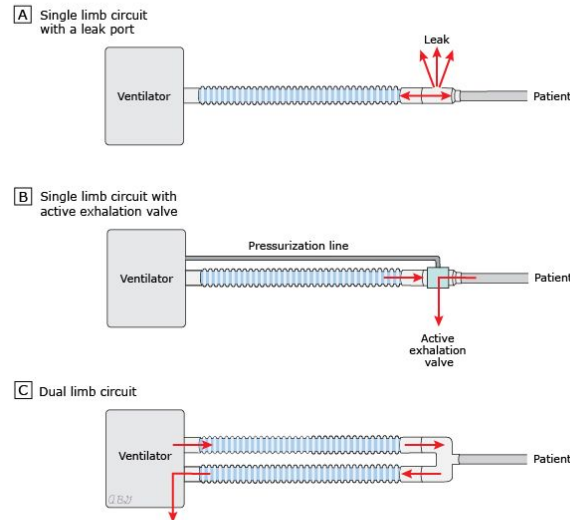 A Single limb circuit
with a leak port
Leak
Ventilator
Patient
B Single limb circuit with
active exhalation valve
Pressurization line
Ventilator
Patient
Active
exhalation
valve
C Dual limb circuit
Ventilator
Patient